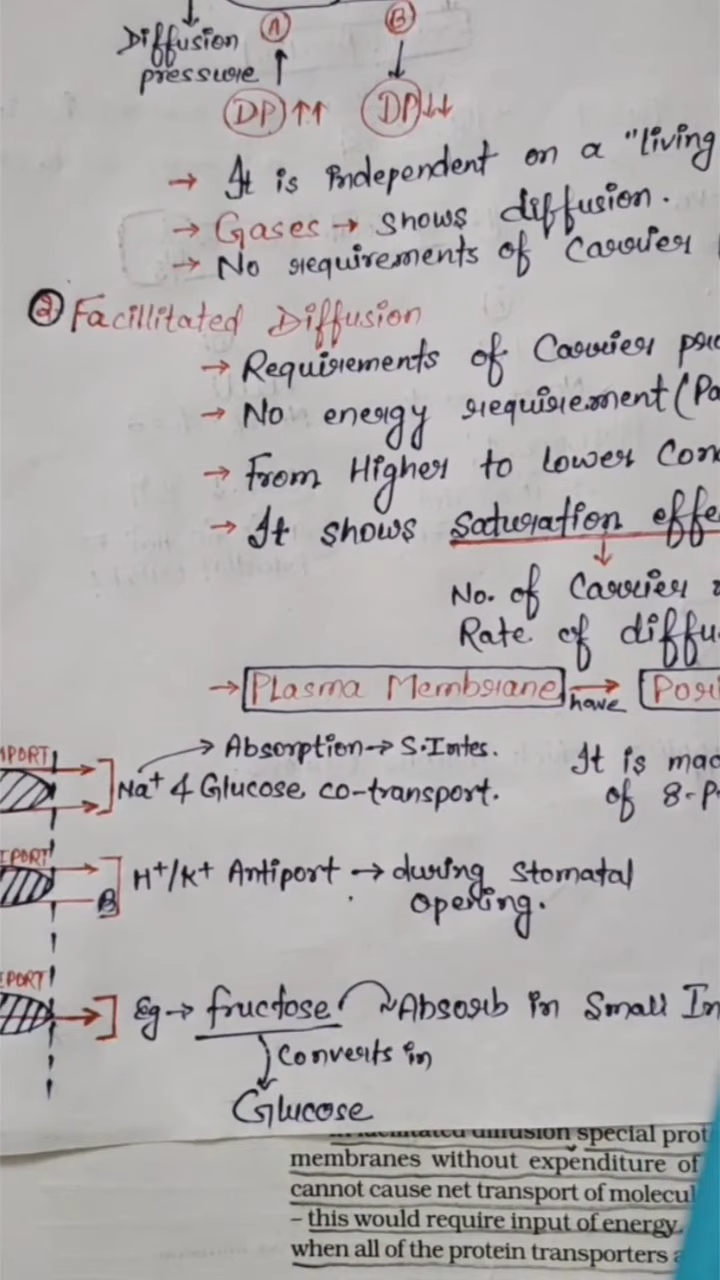 Diffusion
pressure
A
B
DP ↑↑
DP ↓↓
→ It is independent on a "living
→ Gases → shows diffusion.
→ No requirements of Carrier
② Facillitated Diffusion
→ Requirements of Carrier
→ No energy requirement (
→ From Higher to Lower
→ It shows Saturation
No. of Carrier
Rate of
→ Plasma Membrane have
→ Absorption → S.Intes.
Na⁺ & Glucose co-transport.
It is
of 8-
H⁺/K⁺ Antiport → during Stomatal
Opening.
B
Eg → fructose Absorb in Small
Converts in
Glucose
in facilitated diffusion special
membranes without expenditure of
cannot cause net transport of
– this would require input of energy.
when all of the protein transporters